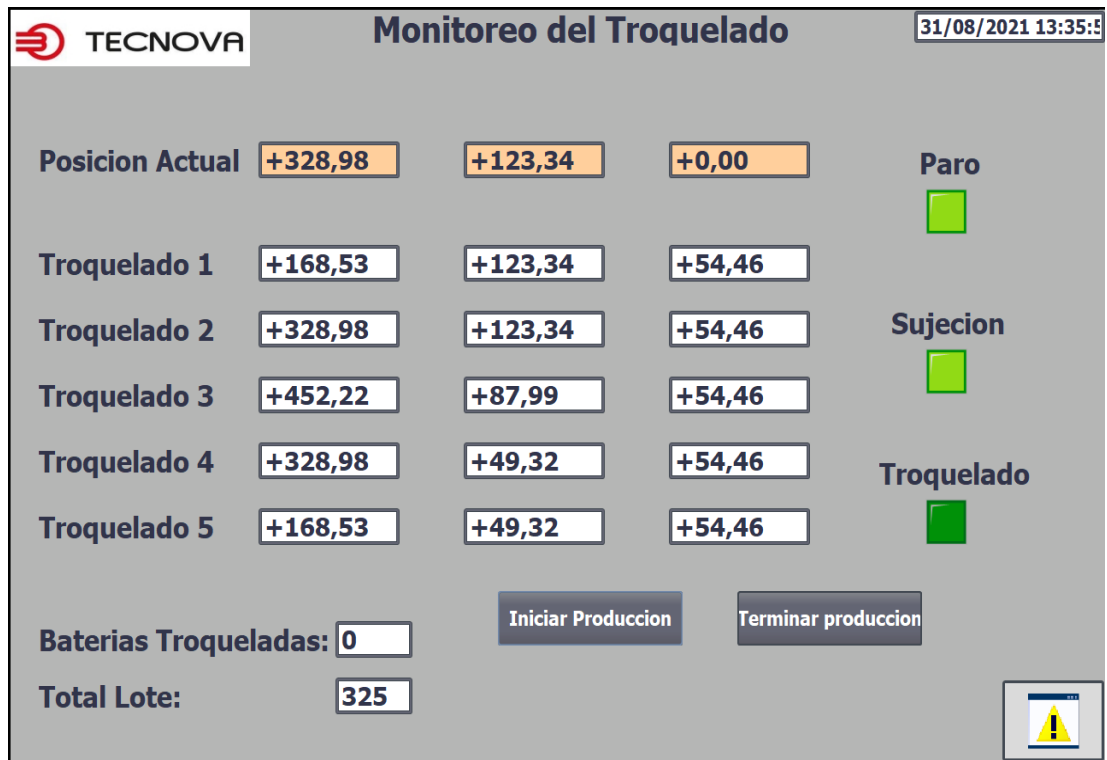 TECNOVA
Monitoreo del Troquelado
31/08/2021 13:35:5
Posicion Actual +328,98 +123,34 +0,00
Paro
Troquelado 1 +168,53 +123,34 +54,46
Troquelado 2 +328,98 +123,34 +54,46
Sujecion
Troquelado 3 +452,22 +87,99 +54,46
Troquelado 4 +328,98 +49,32 +54,46
Troquelado
Troquelado 5 +168,53 +49,32 +54,46
Iniciar Produccion
Terminar produccion
Baterias Troqueladas: 0
Total Lote: 325